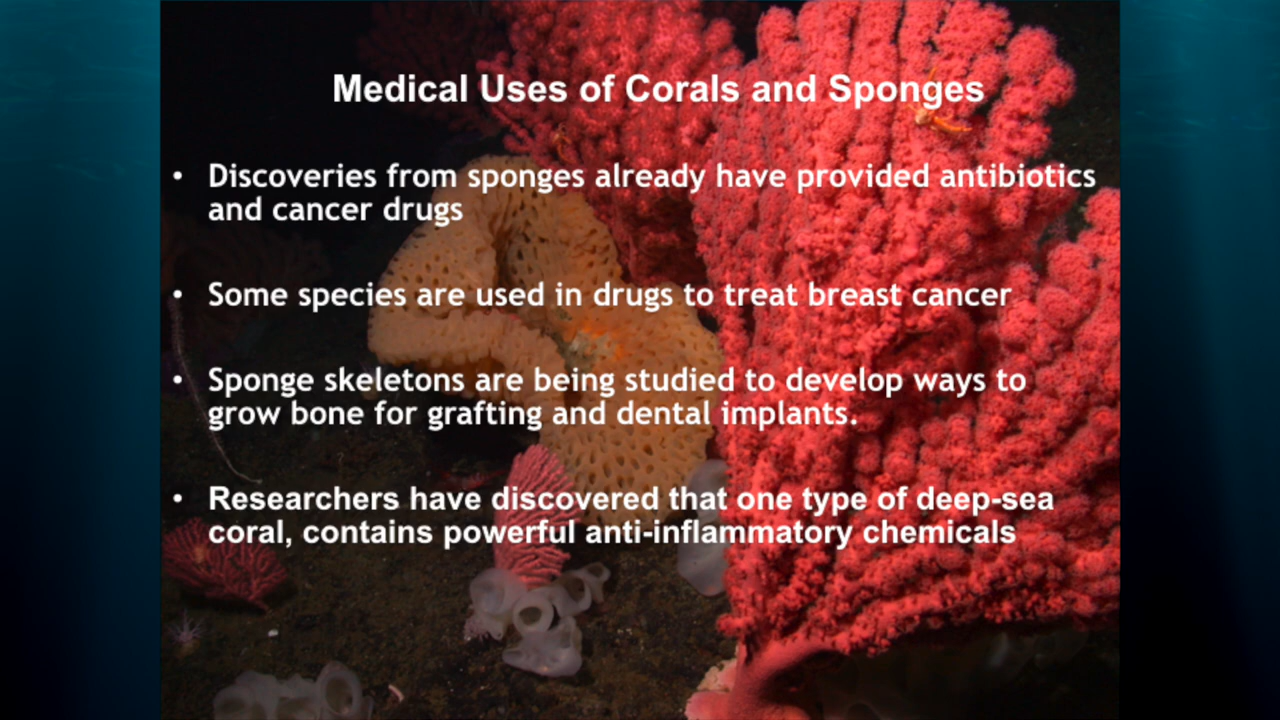 Medical Uses of Corals and Sponges
• Discoveries from sponges already have provided antibiotics
and cancer drugs
• Some species are used in drugs to treat breast cancer
• Sponge skeletons are being studied to develop ways to
grow bone for grafting and dental implants.
• Researchers have discovered that one type of deep-sea
coral, contains powerful anti-inflammatory chemicals